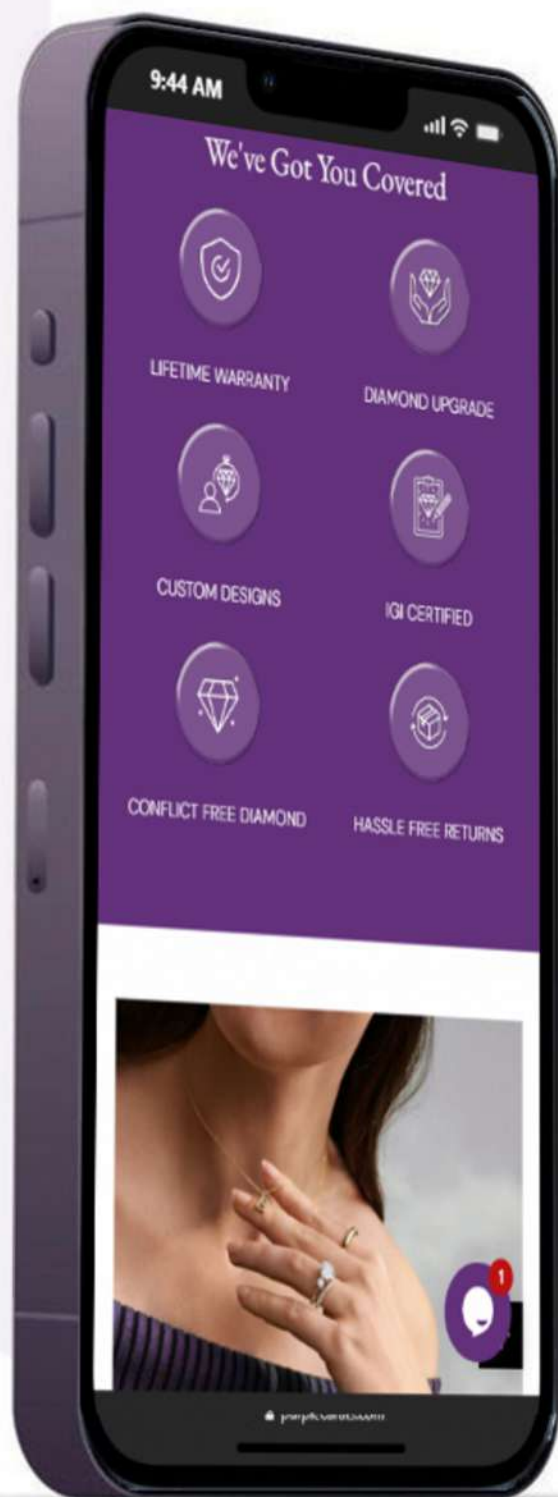 9:44 AM
We've Got You Covered
LIFETIME WARRANTY
DIAMOND UPGRADE
CUSTOM DESIGNS
IGI CERTIFIED
CONFLICT FREE DIAMOND
HASSLE FREE RETURNS
1